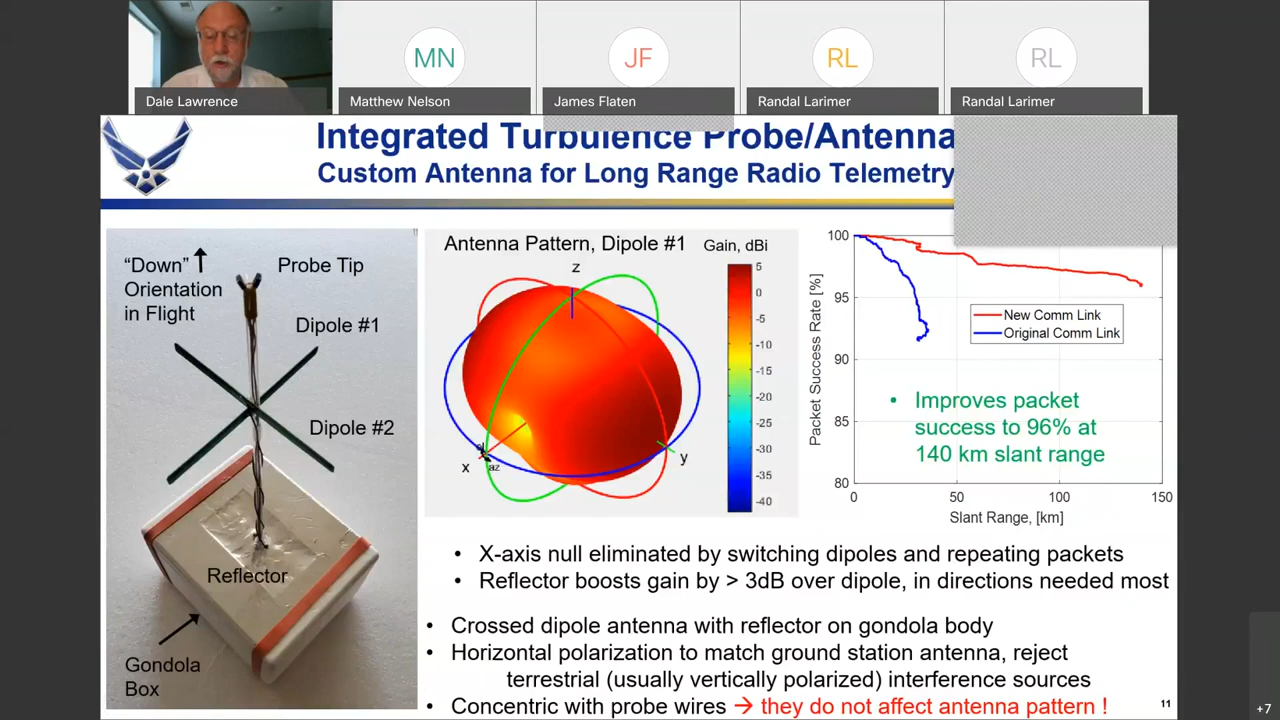 MN
JF
RL
RL
Dale Lawrence
Matthew Nelson
James Flaten
Randal Larimer
Randal Larimer
Integrated Turbulence Probe/Antenna
Custom Antenna for Long Range Radio Telemetry
“Down”
Orientation
in Flight
Probe Tip
Dipole #1
Dipole #2
Reflector
Gondola
Box
Antenna Pattern, Dipole #1
Gain, dBi
z
x
az
y
5
0
-5
-10
-15
-20
-25
-30
-35
-40
Packet Success Rate [%]
100
95
90
85
80
New Comm Link
Original Comm Link
• Improves packet
success to 96% at
140 km slant range
0
50
100
150
Slant Range, [km]
• X-axis null eliminated by switching dipoles and repeating packets
• Reflector boosts gain by > 3dB over dipole, in directions needed most
• Crossed dipole antenna with reflector on gondola body
• Horizontal polarization to match ground station antenna, reject
terrestrial (usually vertically polarized) interference sources
• Concentric with probe wires → they do not affect antenna pattern !
11
+7